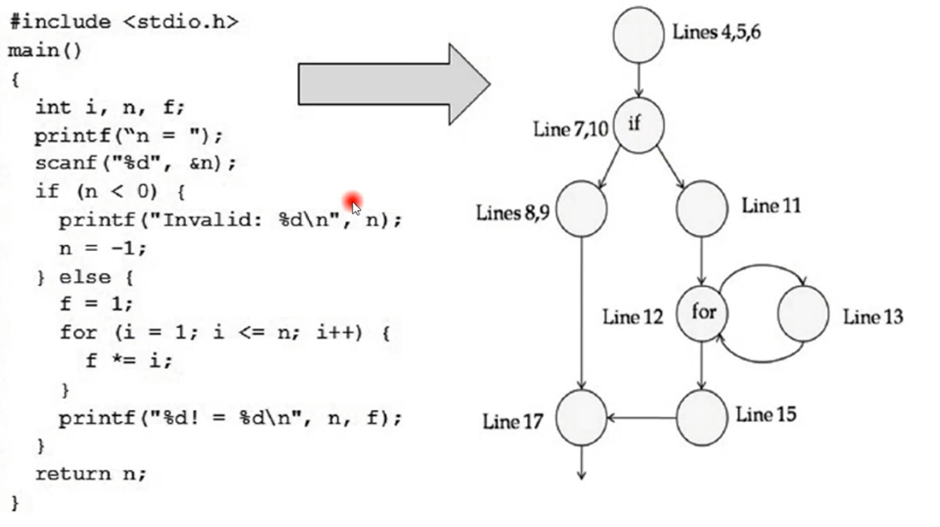 #include <stdio.h>
main()
{
int i, n, f;
printf("n = ");
scanf("%d", &n);
if (n < 0) {
printf("Invalid: %d\n", n);
n = -1;
} else {
f = 1;
for (i = 1; i <= n; i++) {
f *= i;
}
printf("%d! = %d\n", n, f);
}
return n;
}
Lines 4,5,6
Line 7,10
if
Lines 8,9
Line 11
Line 12
for
Line 13
Line 17
Line 15